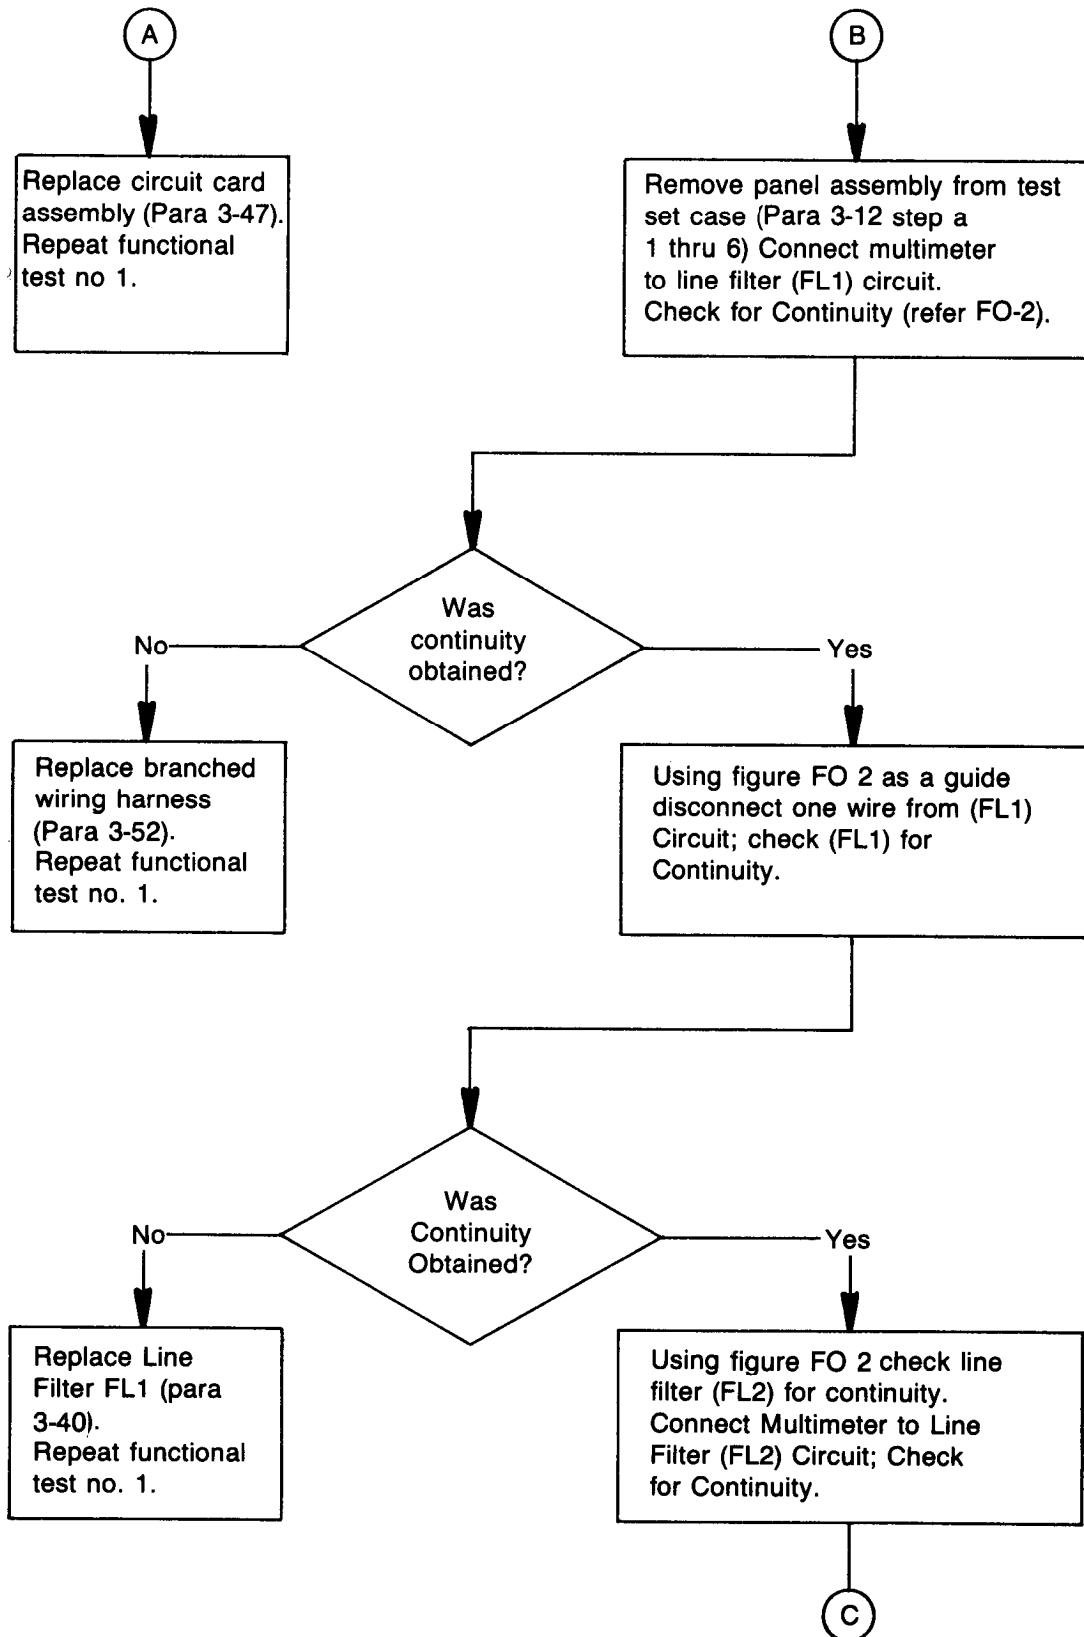 A
B
Replace circuit card
assembly (Para 3-47).
Repeat functional
test no 1.
Remove panel assembly from test
set case (Para 3-12 step a
1 thru 6) Connect multimeter
to line filter (FL1) circuit.
Check for Continuity (refer FO-2).
Was
continuity
obtained?
No
Yes
Replace branched
wiring harness
(Para 3-52).
Repeat functional
test no. 1.
Using figure FO 2 as a guide
disconnect one wire from (FL1)
Circuit; check (FL1) for
Continuity.
Was
Continuity
Obtained?
No
Yes
Replace Line
Filter FL1 (para
3-40).
Repeat functional
test no. 1.
Using figure FO 2 check line
filter (FL2) for continuity.
Connect Multimeter to Line
Filter (FL2) Circuit; Check
for Continuity.
C